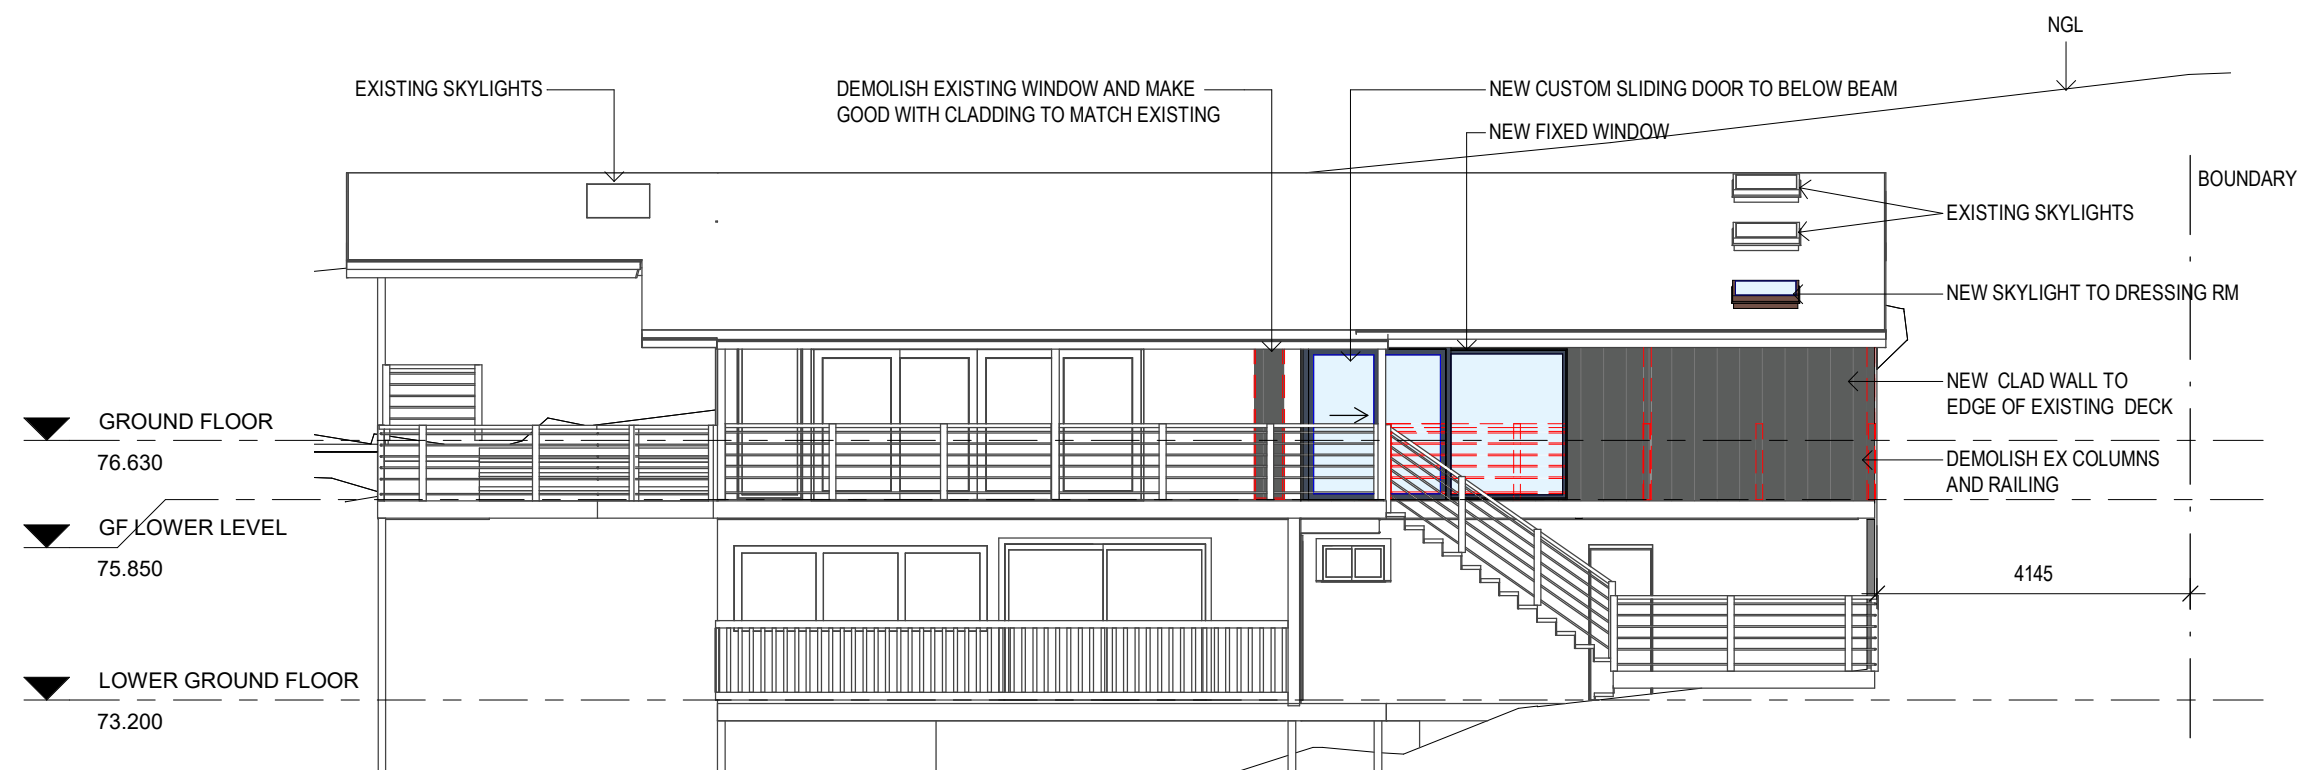 NGL
EXISTING SKYLIGHTS
DEMOLISH EXISTING WINDOW AND MAKE
GOOD WITH CLADDING TO MATCH EXISTING
NEW CUSTOM SLIDING DOOR TO BELOW BEAM
NEW FIXED WINDOW
BOUNDARY
EXISTING SKYLIGHTS
NEW SKYLIGHT TO DRESSING RM
NEW CLAD WALL TO
EDGE OF EXISTING DECK
DEMOLISH EX COLUMNS
AND RAILING
GROUND FLOOR
76.630
GF LOWER LEVEL
75.850
4145
LOWER GROUND FLOOR
73.200